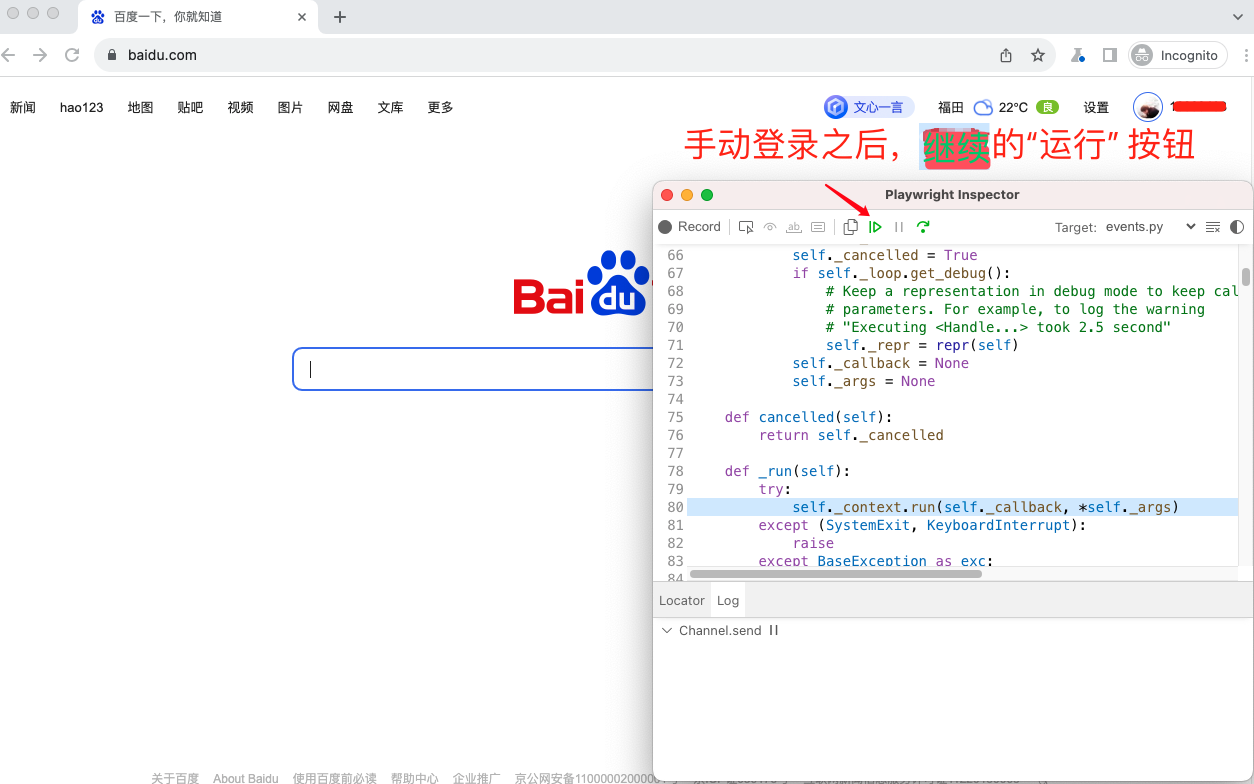 百度一下，你就知道
baidu.com
Incognito
新闻 hao123 地图 贴吧 视频 图片 网盘 文库 更多 文心一言 福田 22°C 良 设置
手动登录之后，继续的“运行” 按钮
Playwright Inspector
Record Target: events.py
Bai du
66 self._cancelled = True
67 if self._loop.get_debug():
68 # Keep a representation in debug mode to keep cal
69 # parameters. For example, to log the warning
70 # "Executing <Handle...> took 2.5 second"
71 self._repr = repr(self)
72 self._callback = None
73 self._args = None
74
75 def cancelled(self):
76 return self._cancelled
77
78 def _run(self):
79 try:
80 self._context.run(self._callback, *self._args)
81 except (SystemExit, KeyboardInterrupt):
82 raise
83 except BaseException as exc:
84
Locator Log
Channel.send
关于百度 About Baidu 使用百度前必读 帮助中心 企业推广 京公网安备1100000200000